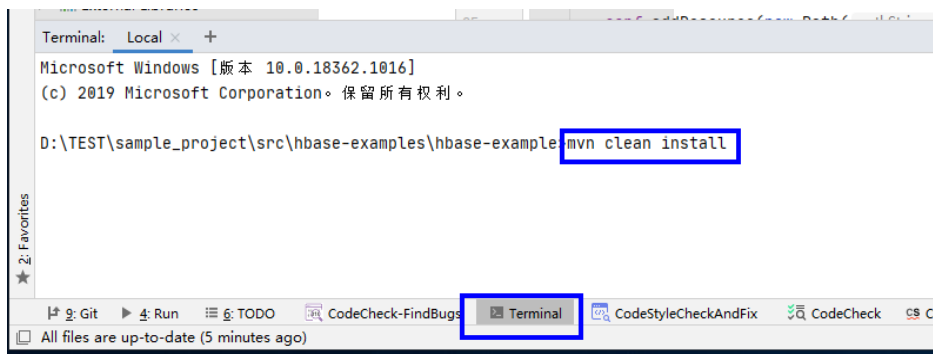 Terminal: Local × +
Microsoft Windows [版本 10.0.18362.1016]
(c) 2019 Microsoft Corporation。保留所有权利。
D:\TEST\sample_project\src\hbase-examples\hbase-example>mvn clean install
2: Favorites
9: Git 4: Run 6: TODO CodeCheck-FindBugs Terminal CodeStyleCheckAndFix CodeCheck
All files are up-to-date (5 minutes ago)